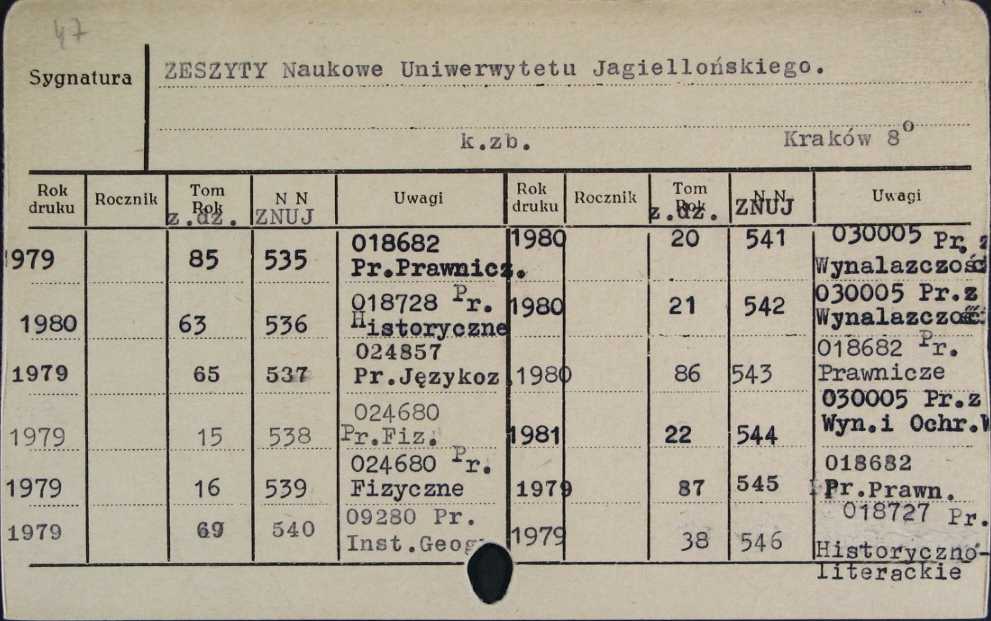 47
Sygnatura
ZESZYTY Naukowe Uniwerwytetu Jagiellońskiego.
k.zb. Kraków 8°
Rok druku Rocznik Tom Rok z.dz. N N ZNUJ Uwagi Rok druku Rocznik Tom Rok z.dz. N N ZNUJ Uwagi
1979 85 535 018682
Pr.Prawnicz.
1980 63 536 018728 Pr.
Historyczne
1979 65 537 024857
Pr.Językoz
1979 15 538 024680
Pr.Fiz.
1979 16 539 024680 Pr.
Fizyczne
1979 69 540 09280 Pr.
Inst.Geog
1980 20 541 030005 Pr. z
Wynalazczość
1980 21 542 030005 Pr.z
Wynalazczość
1980 86 543 018682 Pr.
Prawnicze
1981 22 544 030005 Pr.z
Wyn.i Ochr.W
1979 87 545 018682
Pr.Prawn.
1979 38 546 018727 Pr.
Historyczno-
literackie